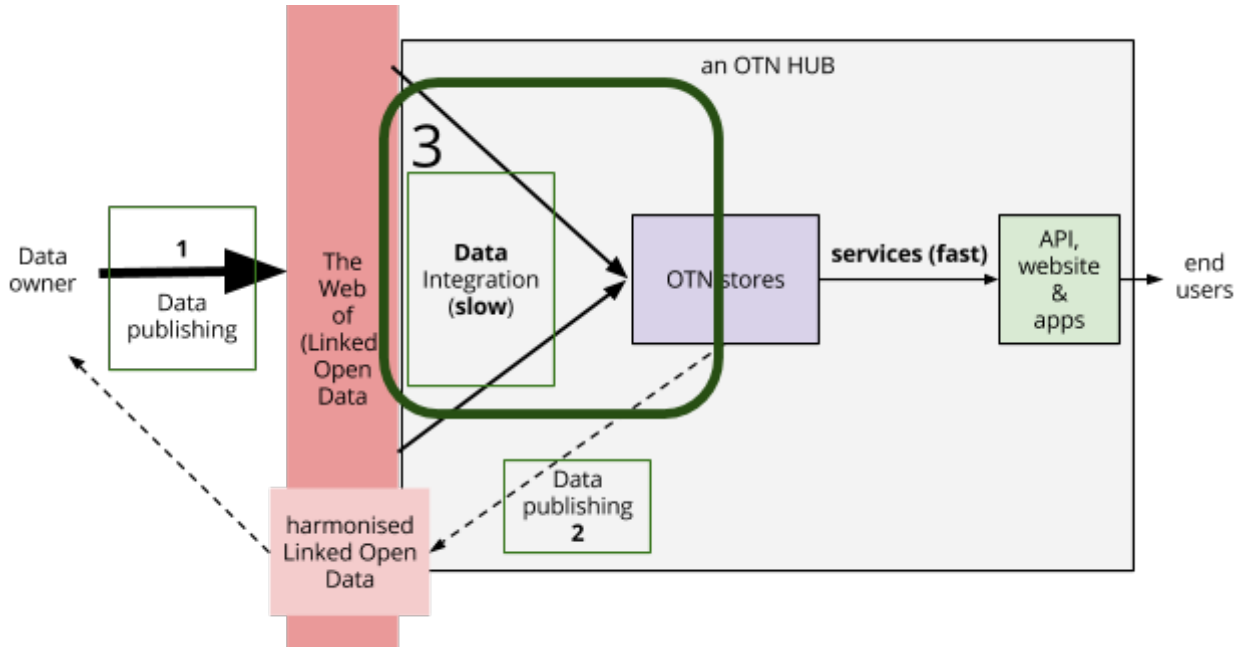 an OTN HUB
3
1
Data
owner
Data
publishing
The
Web
of
(Linked
Open
Data
Data
Integration
(slow)
OTN stores
services (fast)
API,
website
&
apps
end
users
Data
publishing
2
harmonised
Linked Open
Data